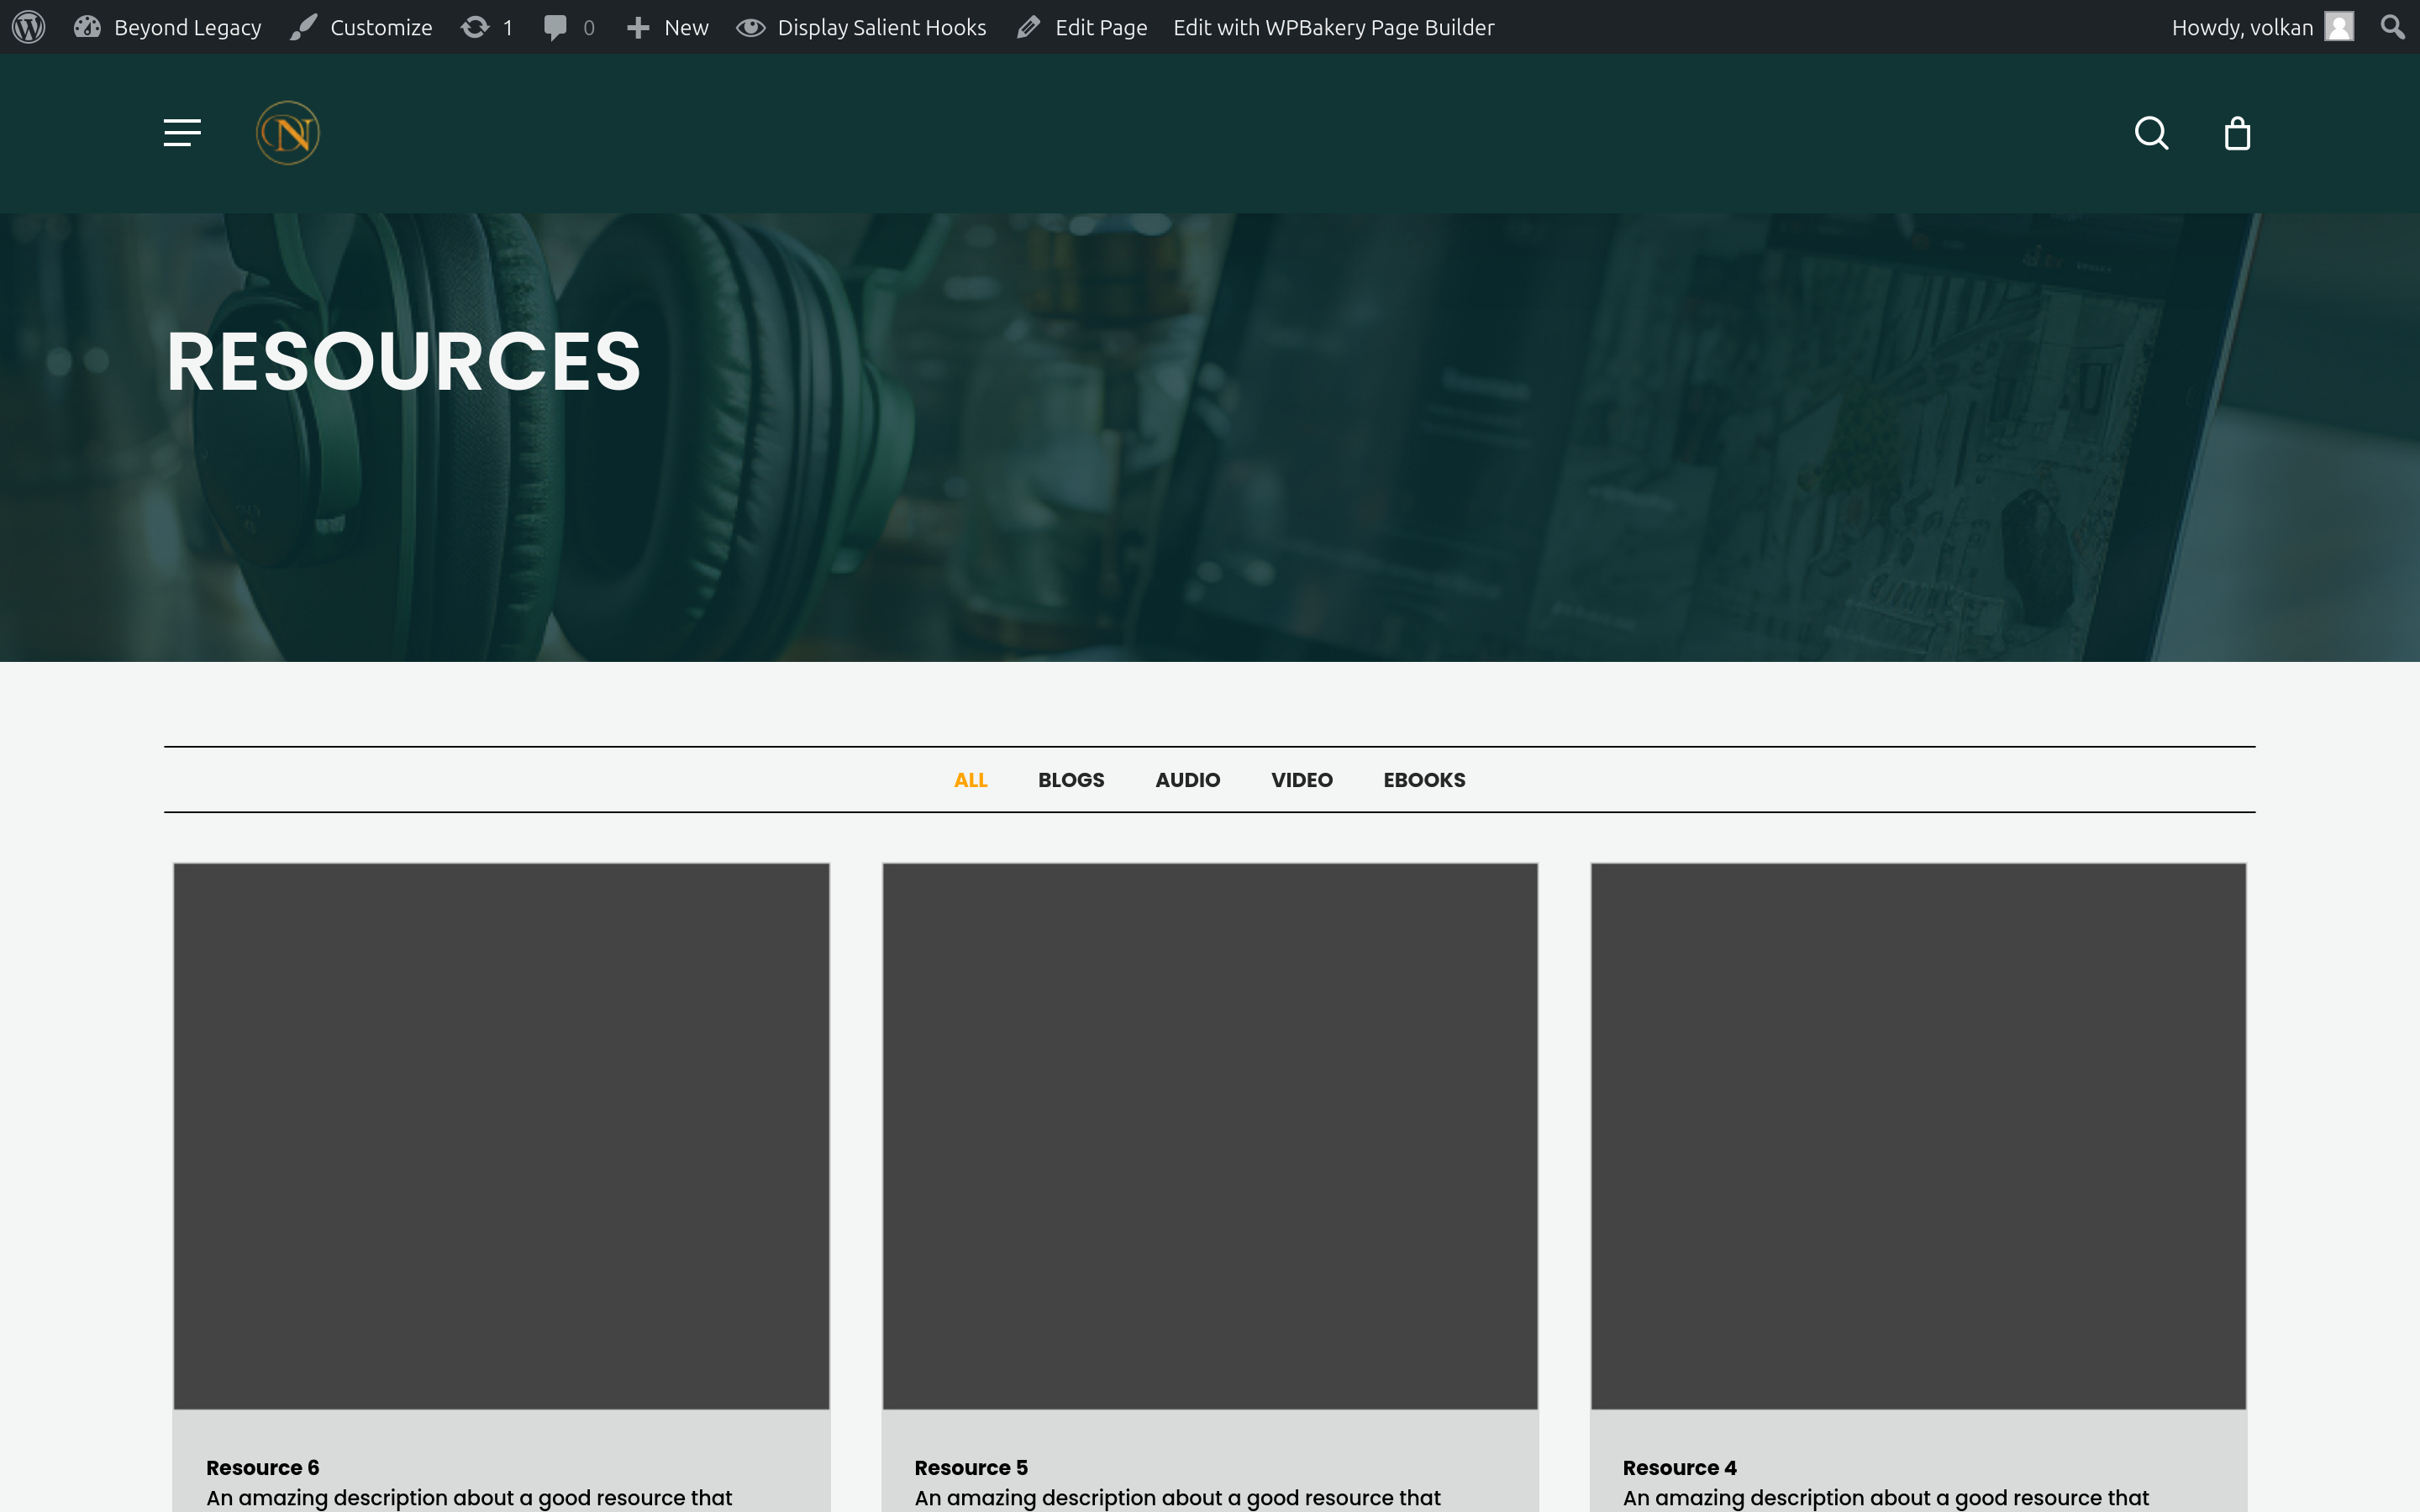 Beyond Legacy Customize 1 0 New Display Salient Hooks Edit Page Edit with WPBakery Page Builder Howdy, volkan
RESOURCES
ALL BLOGS AUDIO VIDEO EBOOKS
Resource 6
An amazing description about a good resource that
Resource 5
An amazing description about a good resource that
Resource 4
An amazing description about a good resource that